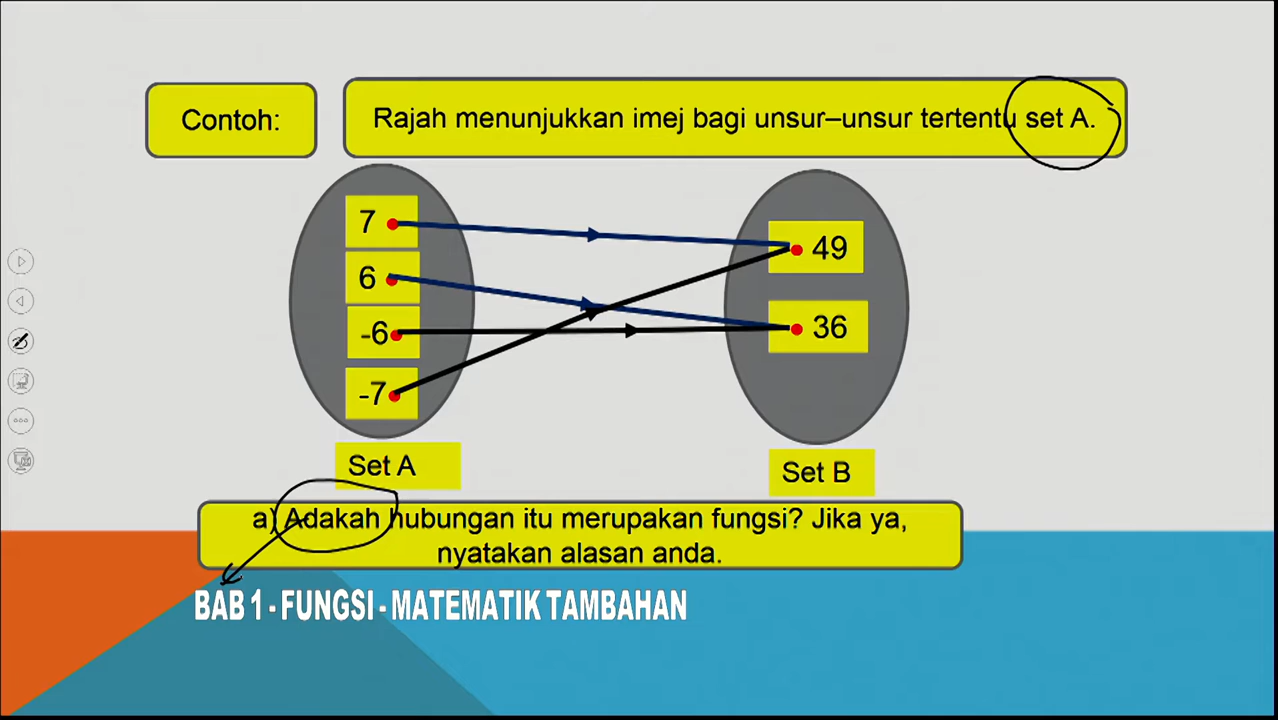 Contoh:
Rajah menunjukkan imej bagi unsur–unsur tertentu set A.
7
6
-6
-7
49
36
Set A
Set B
a) Adakah hubungan itu merupakan fungsi? Jika ya,
nyatakan alasan anda.
BAB 1 - FUNGSI - MATEMATIK TAMBAHAN